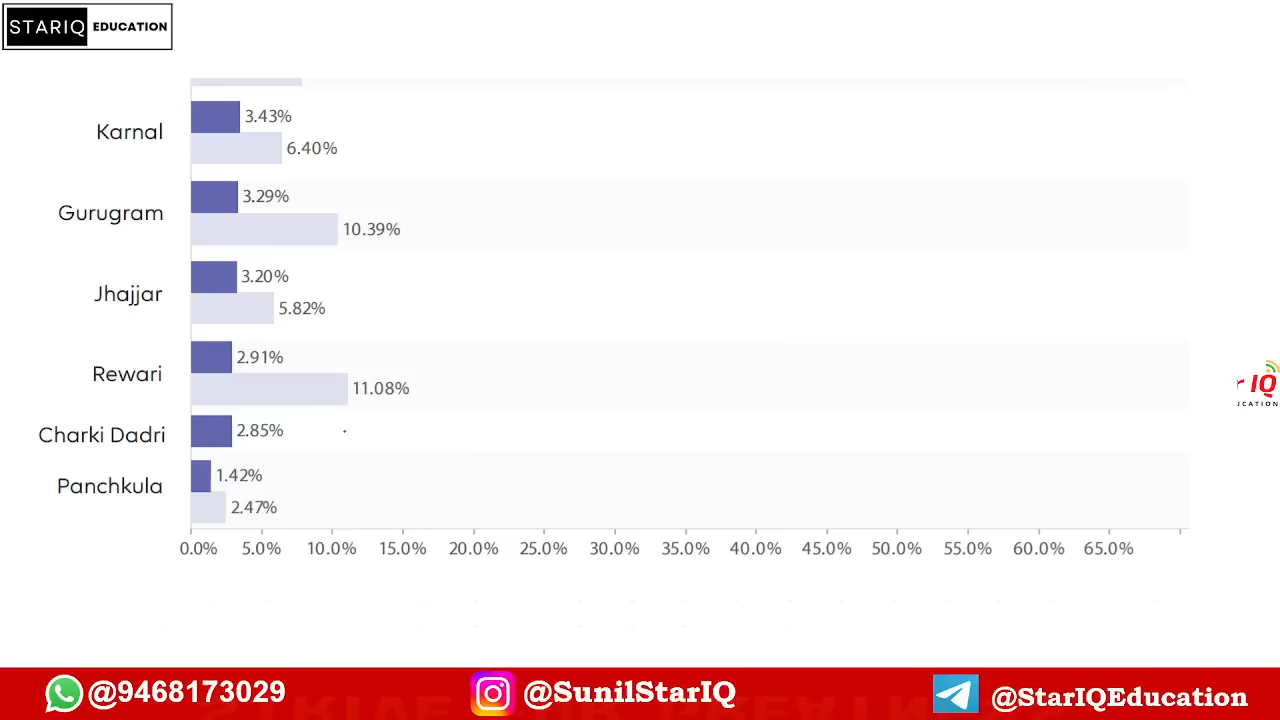 STARIQ EDUCATION
Karnal
3.43%
6.40%
Gurugram
3.29%
10.39%
Jhajjar
3.20%
5.82%
Rewari
2.91%
11.08%
Charki Dadri
2.85%
Panchkula
1.42%
2.47%
0.0% 5.0% 10.0% 15.0% 20.0% 25.0% 30.0% 35.0% 40.0% 45.0% 50.0% 55.0% 60.0% 65.0%
r IQ
UCATION
@9468173029 @SunilStarIQ @StarIQEducation